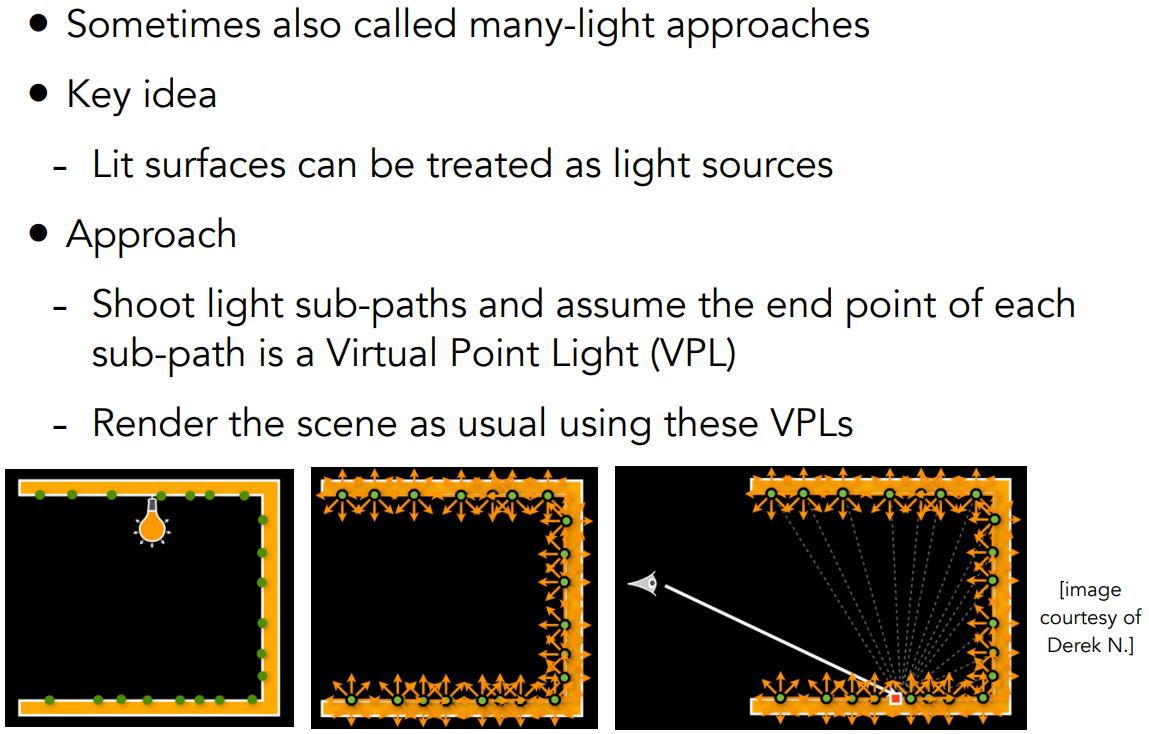 ● Sometimes also called many-light approaches
● Key idea
- Lit surfaces can be treated as light sources
● Approach
- Shoot light sub-paths and assume the end point of each
sub-path is a Virtual Point Light (VPL)
- Render the scene as usual using these VPLs
[image
courtesy of
Derek N.]